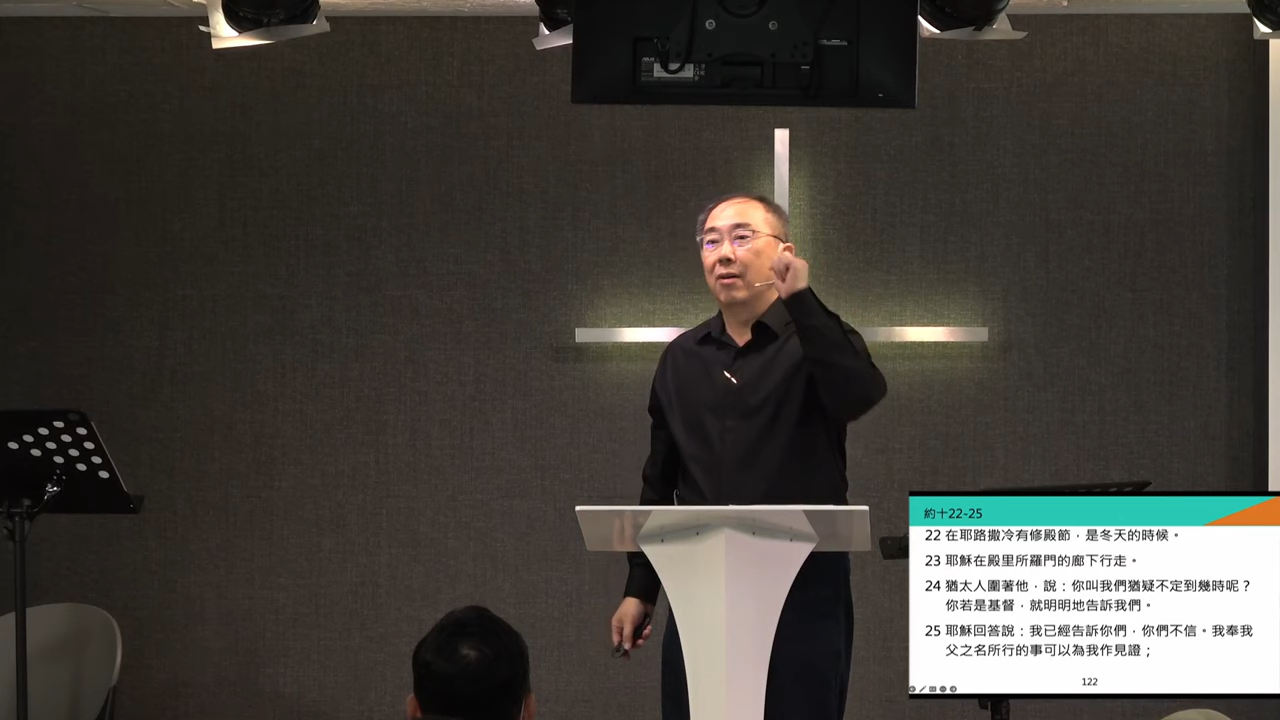 約十22-25
22 在耶路撒冷有修殿節，是冬天的時候。
23 耶穌在殿里所羅門的廊下行走。
24 猶太人圍著他，說：你叫我們猶疑不定到幾時呢？
你若是基督，就明明地告訴我們。
25 耶穌回答說：我已經告訴你們，你們不信。我奉我
父之名所行的事可以為我作見證；
122